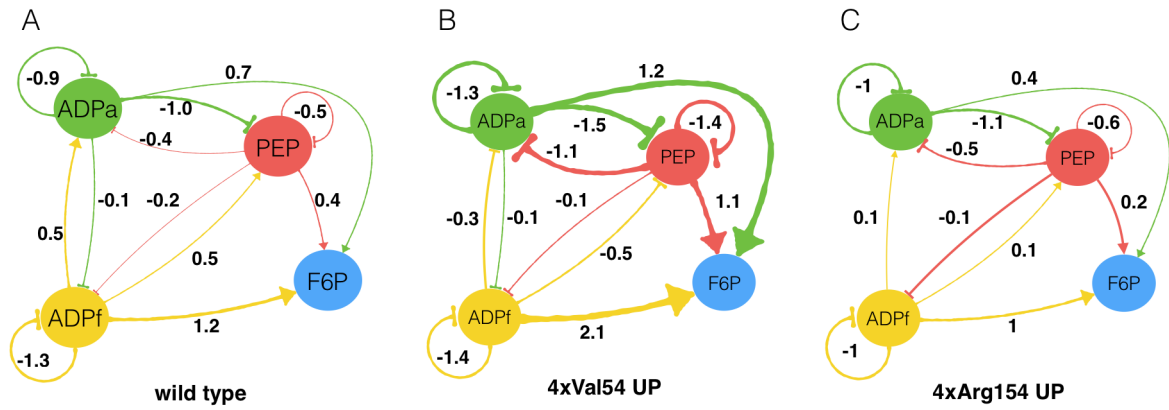 A
B
C
-0.9
0.7
ADPa
-1.0
-0.5
-0.4
PEP
-0.1
-0.2
0.4
0.5
0.5
F6P
ADPf
1.2
-1.3
wild type
-1.3
1.2
ADPa
-1.5
-1.4
-1.1
PEP
-0.3
-0.1
-0.1
1.1
-0.5
F6P
ADPf
2.1
-1.4
4xVal54 UP
-1
0.4
ADPa
-1.1
-0.6
-0.5
PEP
0.1
-0.1
0.2
0.1
F6P
ADPf
1
-1
4xArg154 UP